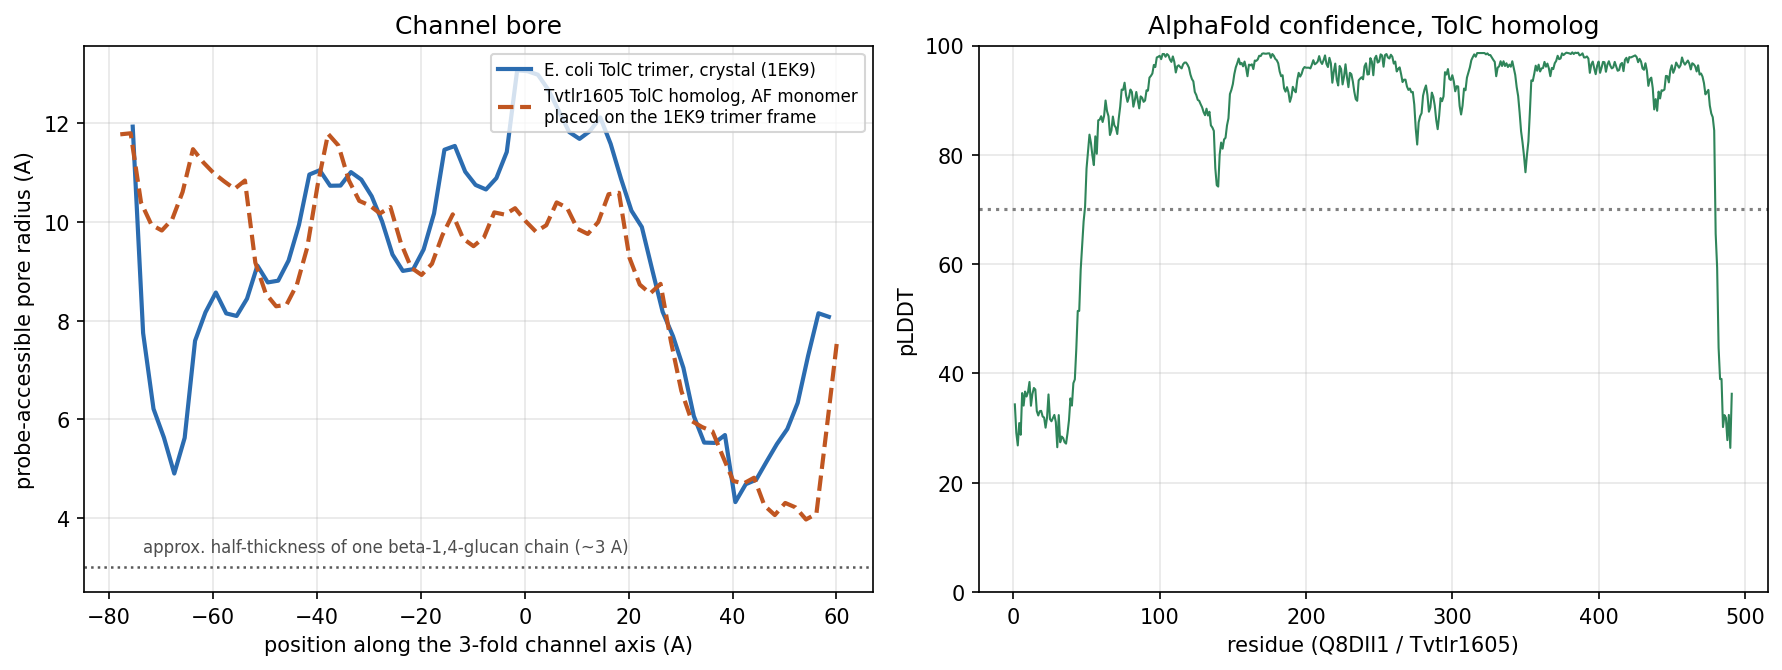 Channel bore
probe-accessible pore radius (A)
12
10
8
6
4
E. coli TolC trimer, crystal (1EK9)
Tvtlr1605 TolC homolog, AF monomer
placed on the 1EK9 trimer frame
approx. half-thickness of one beta-1,4-glucan chain (~3 A)
−80 −60 −40 −20 0 20 40 60
position along the 3-fold channel axis (A)
AlphaFold confidence, TolC homolog
pLDDT
100
80
60
40
20
0
0 100 200 300 400 500
residue (Q8DII1 / Tvtlr1605)